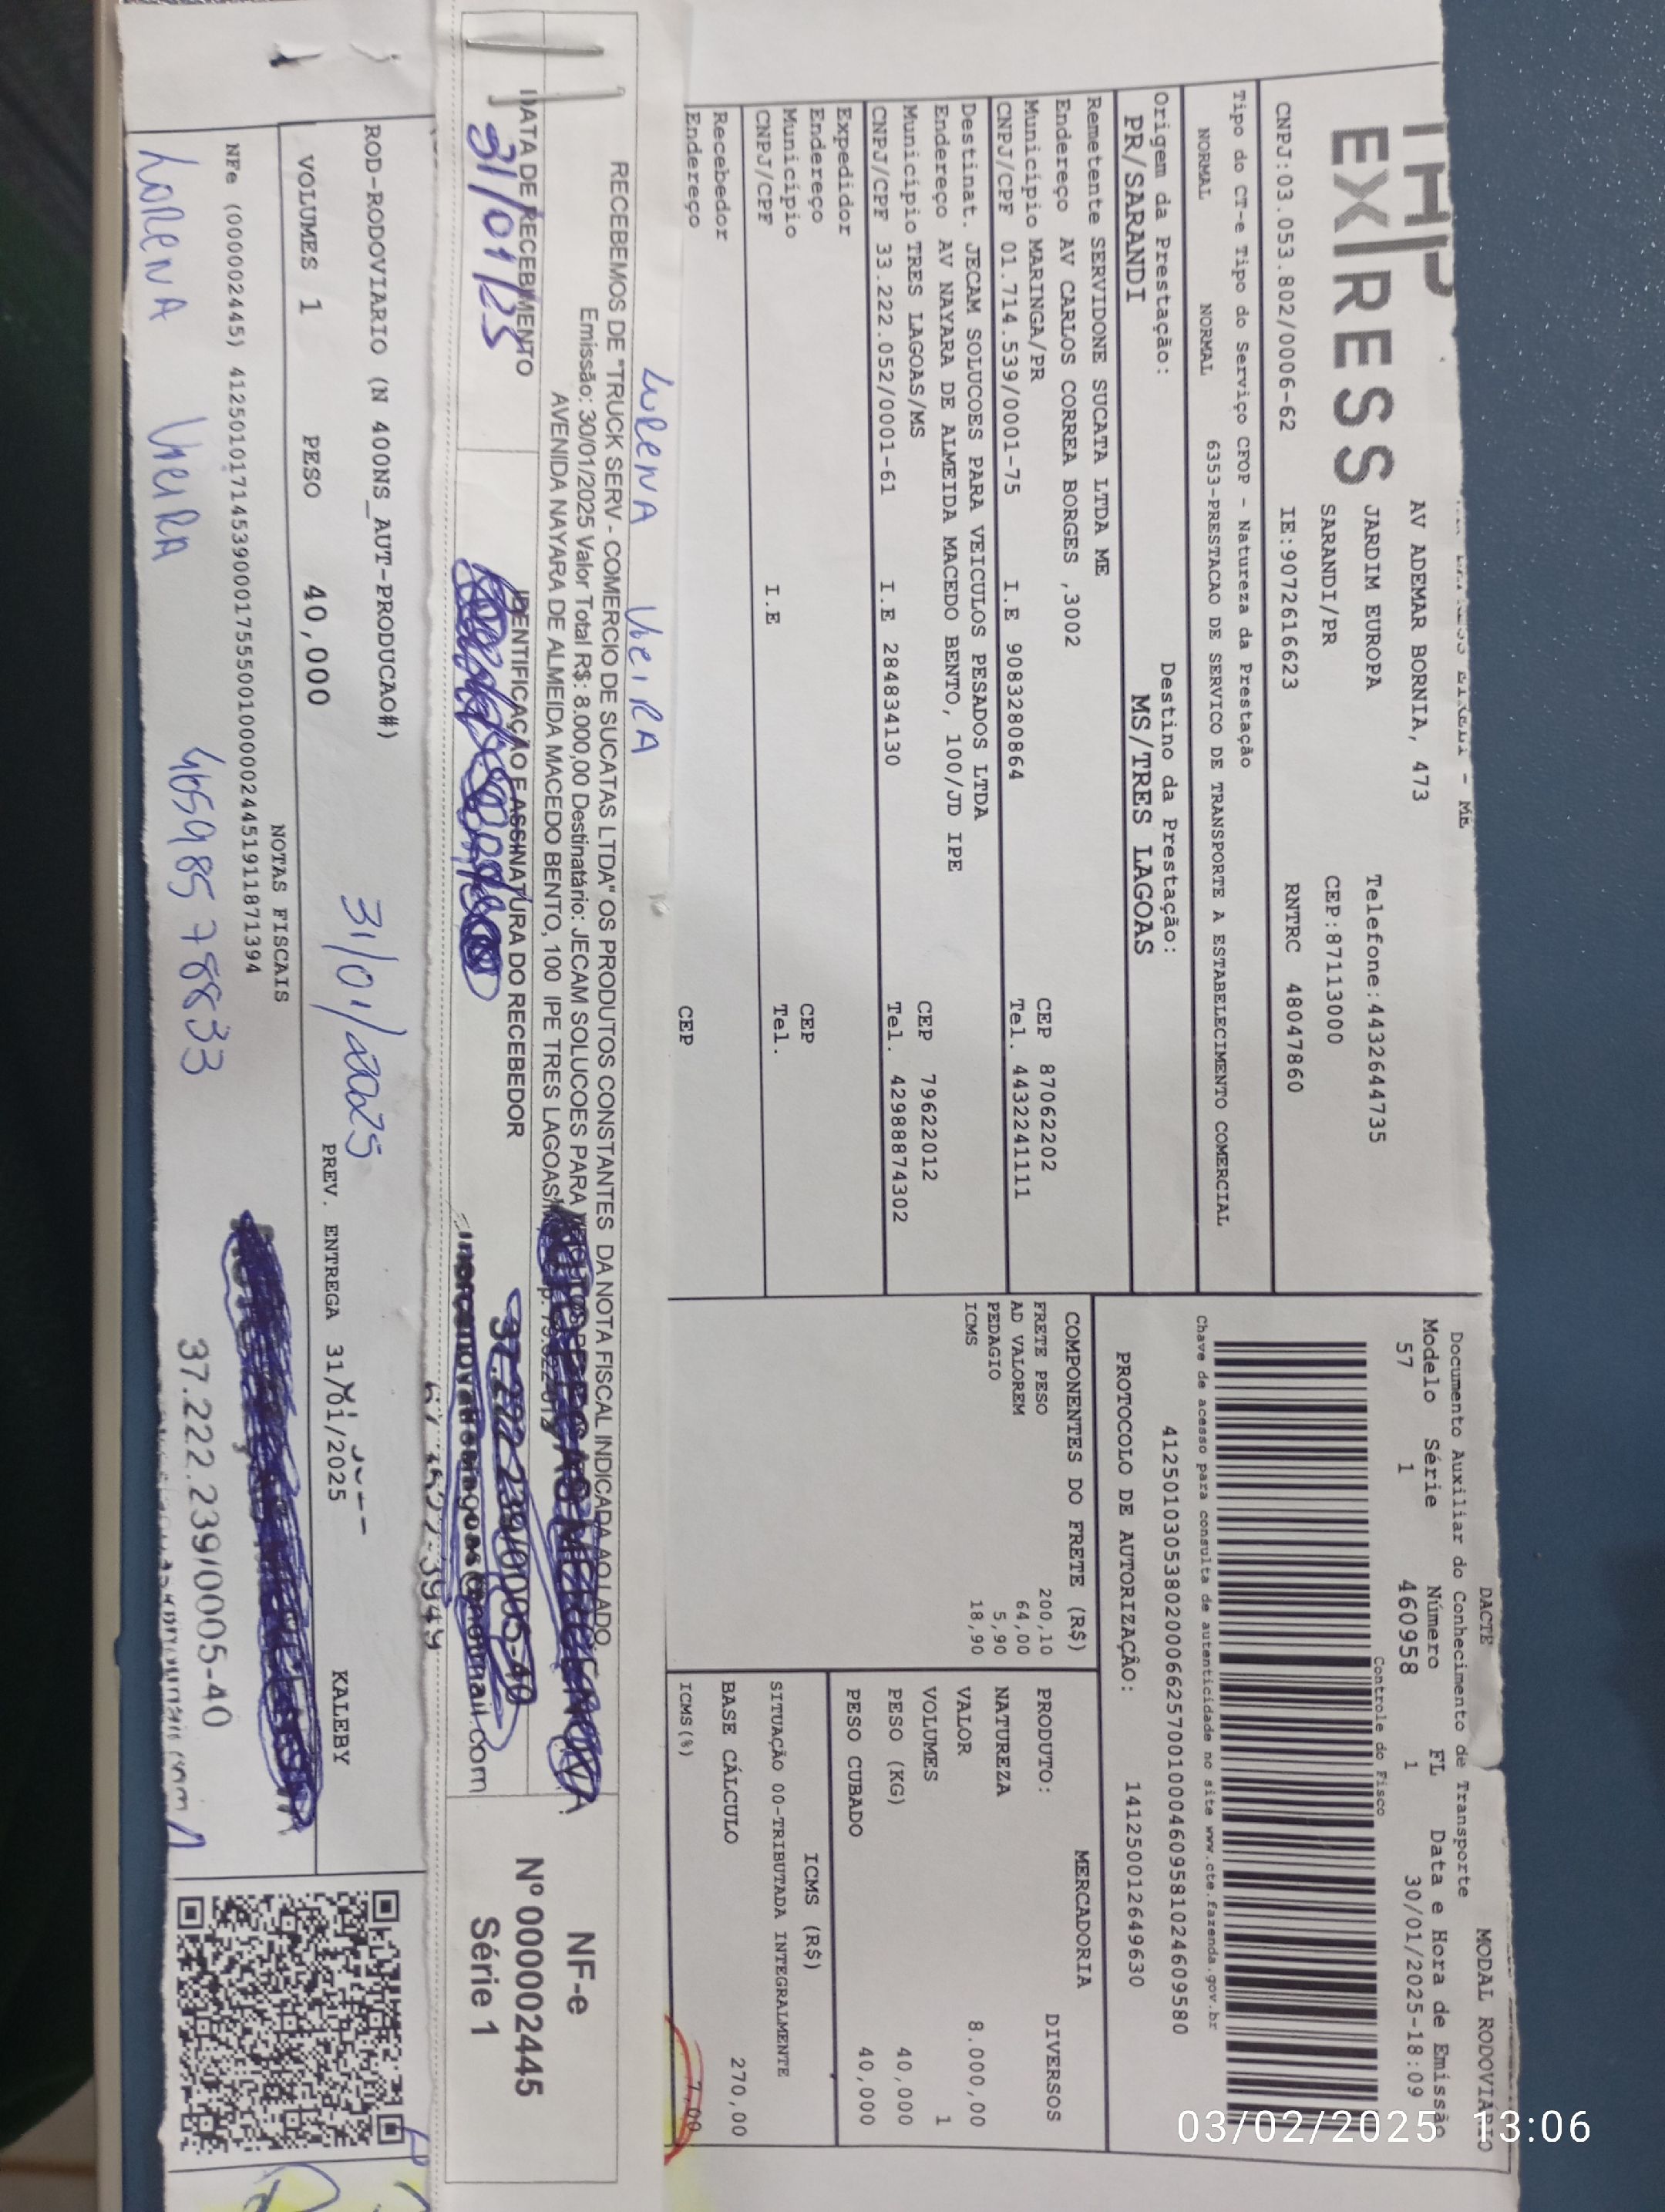 EXPRESS
AV ADEMAR BORNIA, 473
JARDIM EUROPA
Telefone:4432644735
SARANDI/PR
CEP:87113000
CNPJ:03.053.802/0006-62 IE:9072616623 RNTRC 48047860
Tipo do CT-e Tipo do Serviço CFOP - Natureza da Prestação
NORMAL NORMAL 6353-PRESTACAO DE SERVICO DE TRANSPORTE A ESTABELECIMENTO COMERCIAL
Origem da Prestação: Destino da Prestação:
PR/SARANDI MS/TRES LAGOAS
Remetente SERVIDONE SUCATA LTDA ME
Endereço AV CARLOS CORREA BORGES ,3002
Município MARINGA/PR CEP 87062202
CNPJ/CPF 01.714.539/0001-75 I.E 9083280864 Tel. 4432241111
Destinat. JECAM SOLUCOES PARA VEICULOS PESADOS LTDA
Endereço AV NAYARA DE ALMEIDA MACEDO BENTO, 100/JD IPE
Município TRES LAGOAS/MS CEP 79622012
CNPJ/CPF 33.222.052/0001-61 I.E 284834130 Tel. 42988874302
Expedidor
Endereço
Município CEP
CNPJ/CPF I.E Tel.
Recebedor
Endereço CEP
DACTE MODAL RODOVIÁRIO
Documento Auxiliar do Conhecimento de Transporte
Modelo Série Número FL Data e Hora de Emissão
57 1 460958 1 30/01/2025-18:09
Controle do Fisco
Chave de acesso para consulta de autenticidade no site www.cte.fazenda.gov.br
41250103053802000662570010004609581024609580
PROTOCOLO DE AUTORIZAÇÃO: 141250012649630
COMPONENTES DO FRETE (R$)
FRETE PESO 200,10
AD VALOREM 64,00
PEDAGIO 5,90
ICMS 18,90
MERCADORIA
PRODUTO: DIVERSOS
NATUREZA
VALOR 8.000,00
VOLUMES 1
PESO (KG) 40,000
PESO CUBADO 40,000
ICMS (R$)
SITUAÇÃO 00-TRIBUTADA INTEGRALMENTE
BASE CÁLCULO 270,00
ICMS(%) 7,00
LORENA VIEIRA
RECEBEMOS DE "TRUCK SERV - COMERCIO DE SUCATAS LTDA" OS PRODUTOS CONSTANTES DA NOTA FISCAL INDICADA AO LADO.
Emissão: 30/01/2025 Valor Total R$: 8.000,00 Destinatário: JECAM SOLUCOES PARA
AVENIDA NAYARA DE ALMEIDA MACEDO BENTO, 100 IPE TRES LAGOAS
DATA DE RECEBIMENTO
31/01/25
IDENTIFICAÇÃO E ASSINATURA DO RECEBEDOR
37.222.239/0005-40
NF-e
Nº 000002445
Série 1
ROD-RODOVIARIO (N 400NS_AUT-PRODUCAO#)
31/01/2025
VOLUMES 1 PESO 40,000
PREV. ENTREGA 31/01/2025 KALEBY
NOTAS FISCAIS
NFe (000002445) 41250101714539000175550010000024451911871394
LORENA VIEIRA 46598578833
37.222.239/0005-40
03/02/2025 13:06